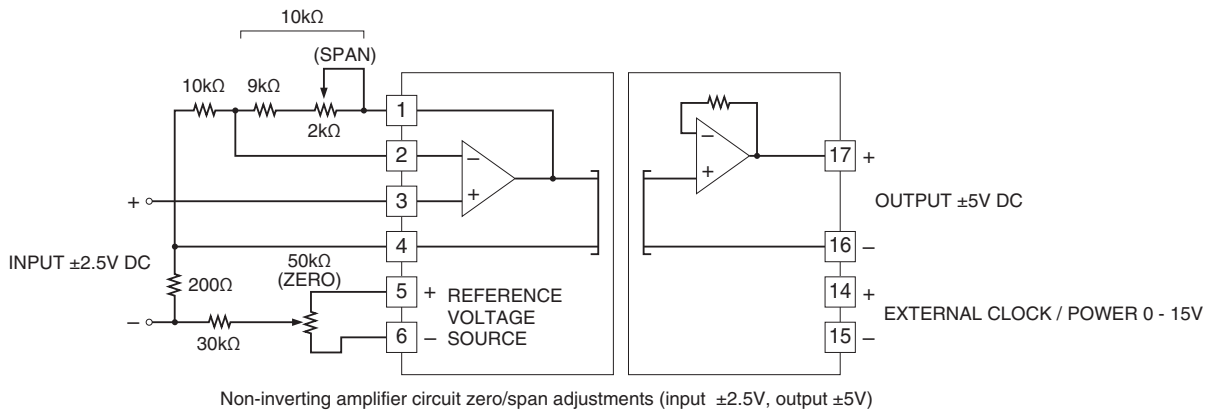 10kΩ
(SPAN)
10kΩ
9kΩ
2kΩ
1
2
–
+
3
4
+
INPUT ±2.5V DC
–
200Ω
30kΩ
50kΩ
(ZERO)
5
+
6
–
REFERENCE
VOLTAGE
SOURCE
–
+
17
+
OUTPUT ±5V DC
16
–
14
+
EXTERNAL CLOCK / POWER 0 - 15V
15
–
Non-inverting amplifier circuit zero/span adjustments (input ±2.5V, output ±5V)